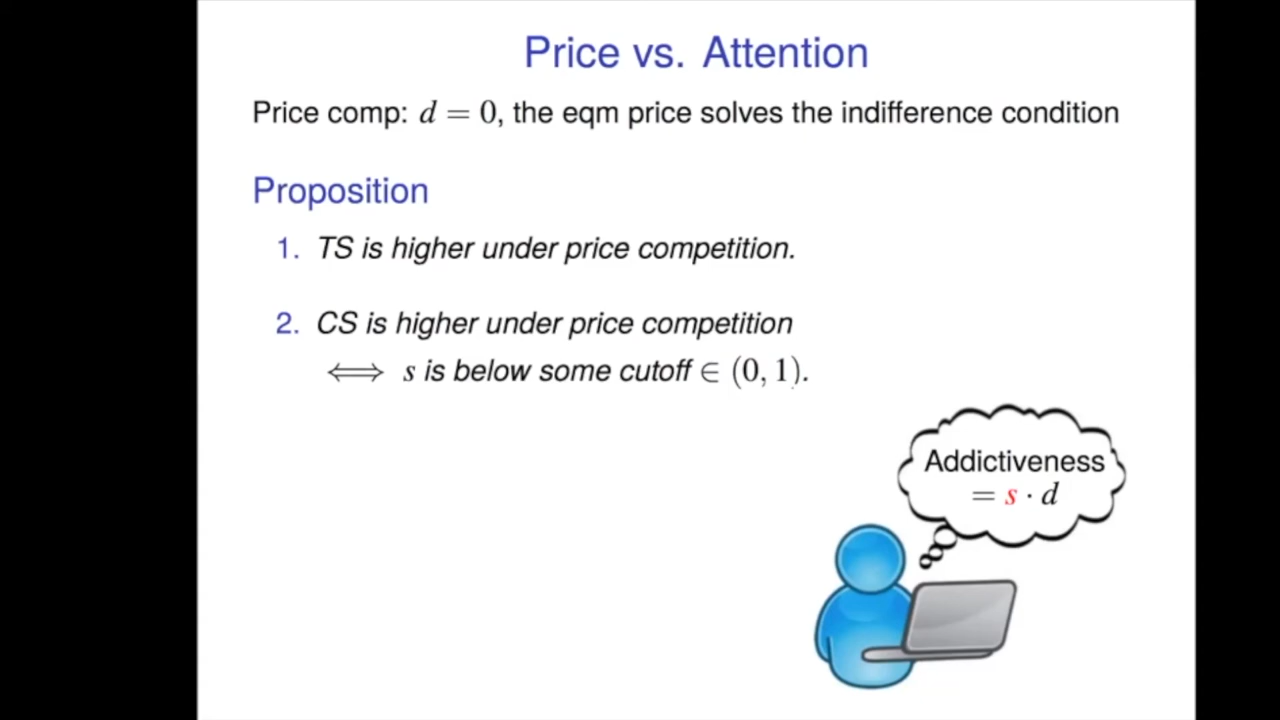 Price vs. Attention
Price comp: d = 0, the eqm price solves the indifference condition
Proposition
1. TS is higher under price competition.
2. CS is higher under price competition
⟺ s is below some cutoff ∈ (0, 1).
Addictiveness
= s · d